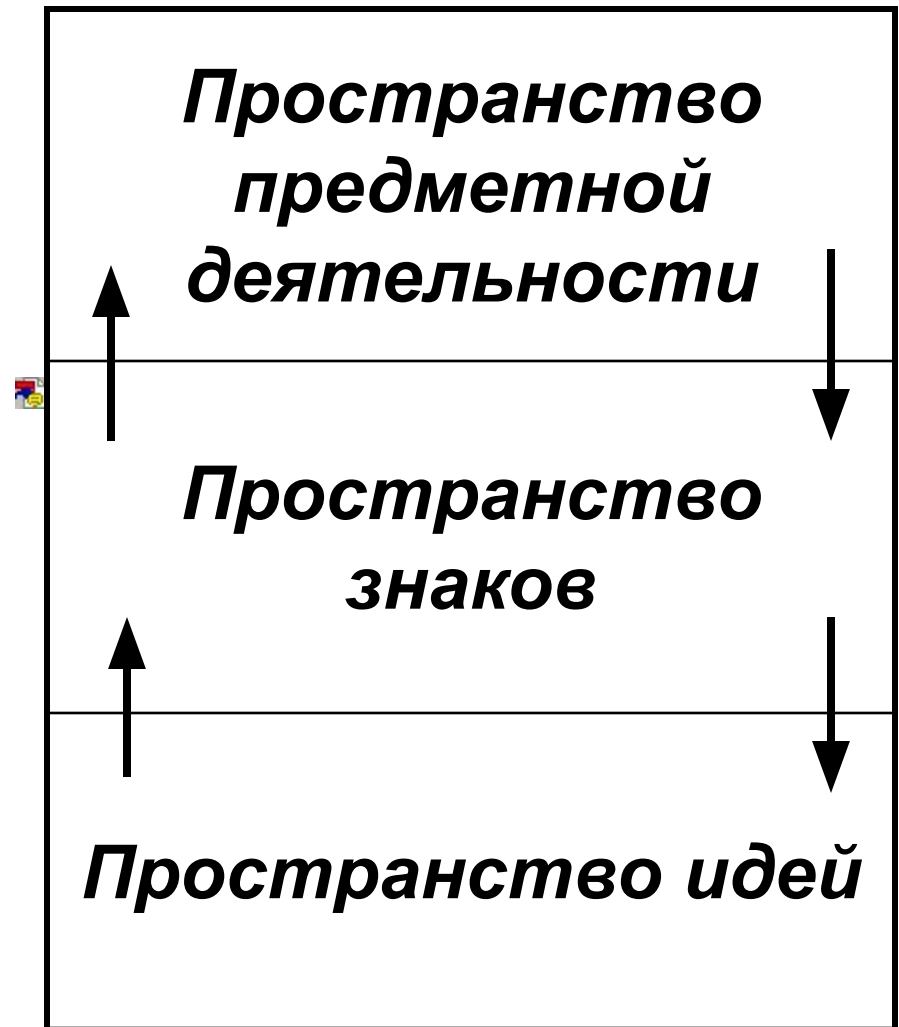 Пространство
предметной
деятельности
Пространство
знаков
Пространство идей